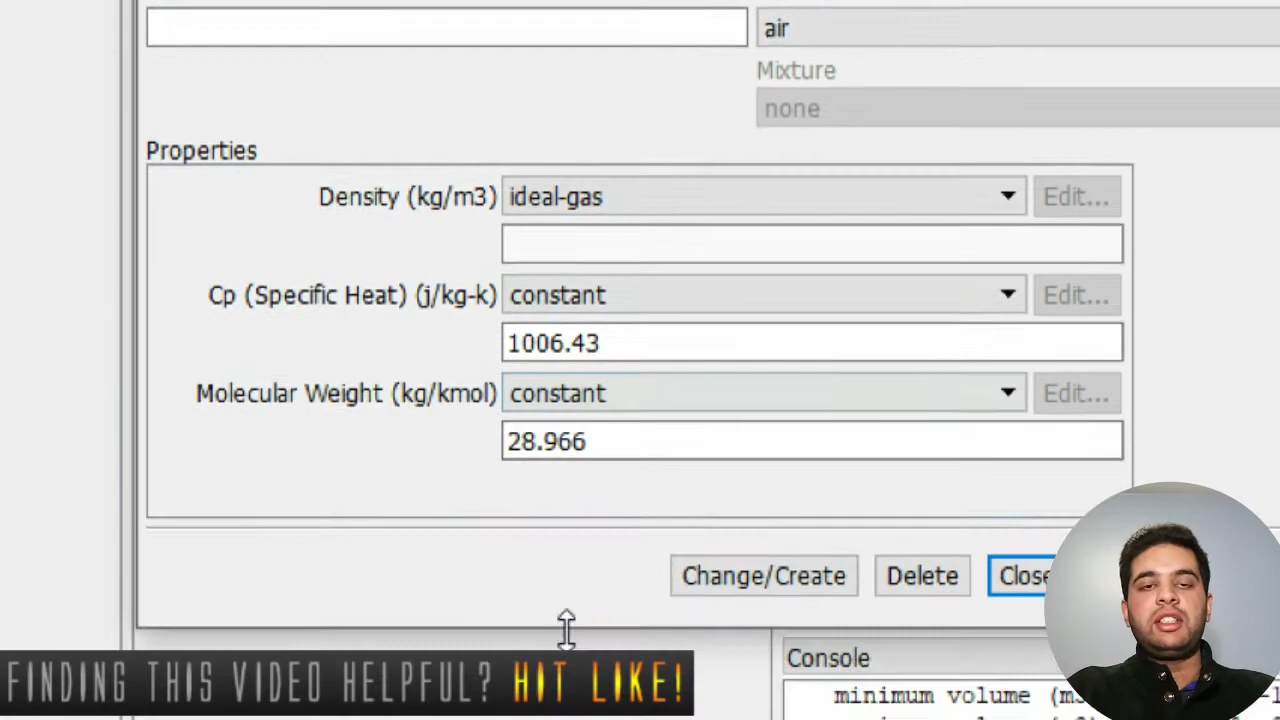 air
Mixture
none
Properties
Density (kg/m3) ideal-gas Edit...
Cp (Specific Heat) (j/kg-k) constant Edit...
1006.43
Molecular Weight (kg/kmol) constant Edit...
28.966
Change/Create Delete Close
Console
FINDING THIS VIDEO HELPFUL? HIT LIKE!
minimum volume